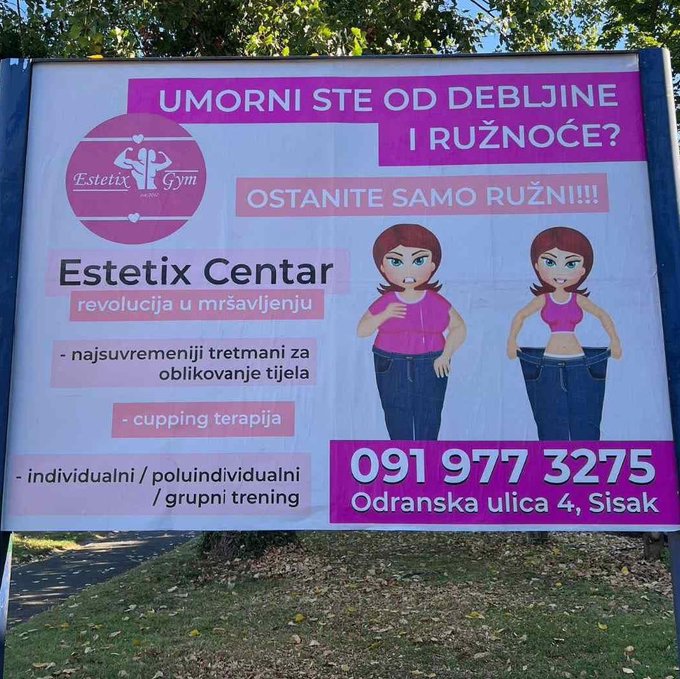 UMORNI STE OD DEBLJINE
I RUŽNOĆE?
Estetix Gym
OSTANITE SAMO RUŽNI!!!
Estetix Centar
revolucija u mršavljenju
- najsuvremeniji tretmani za
oblikovanje tijela
- cupping terapija
- individualni / poluindividualni
/ grupni trening
091 977 3275
Odranska ulica 4, Sisak